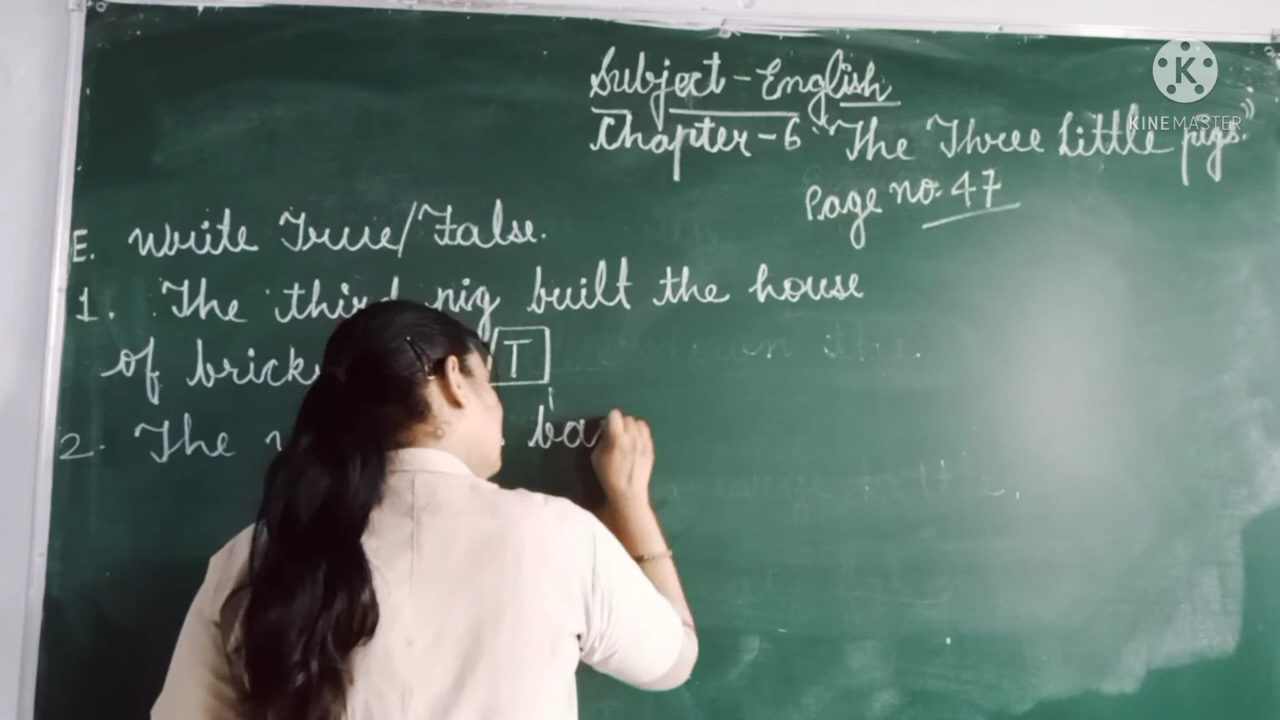 Subject - English
Chapter - 6 "The Three Little pigs."
Page no. 47
E. Write True/False.
1. The third pig built the house
of T
2. The
KINEMASTER